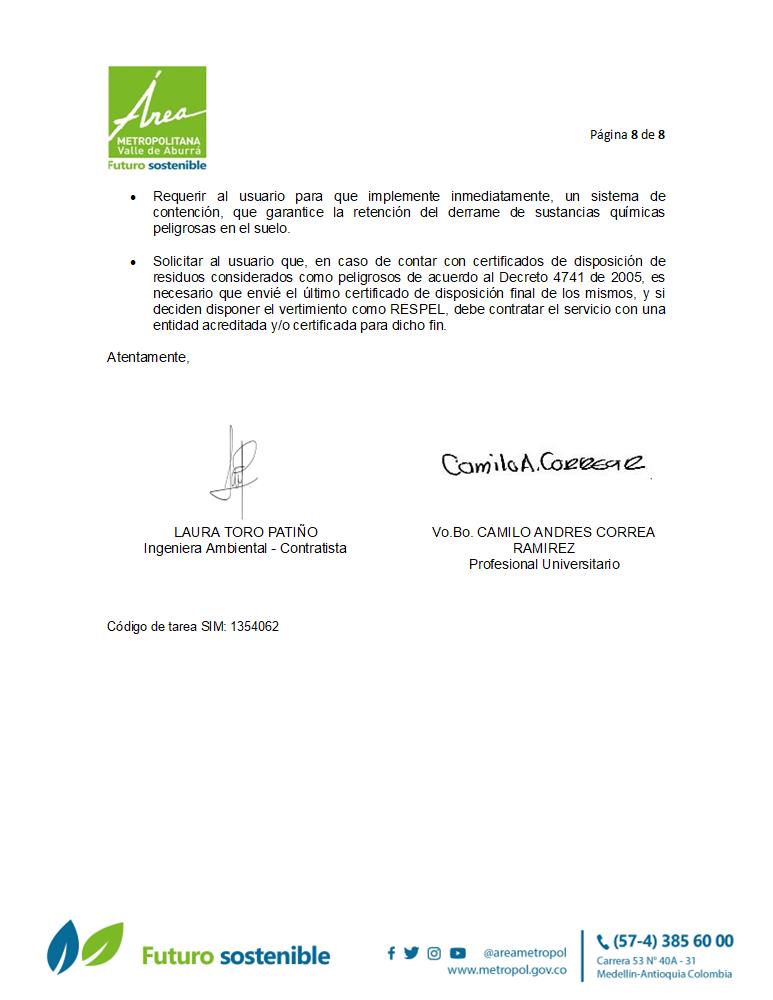 Área
METROPOLITANA
Valle de Aburrá
Futuro sostenible
Página 8 de 8
• Requerir al usuario para que implemente inmediatamente, un sistema de
contención, que garantice la retención del derrame de sustancias químicas
peligrosas en el suelo.
• Solicitar al usuario que, en caso de contar con certificados de disposición de
residuos considerados como peligrosos de acuerdo al Decreto 4741 de 2005, es
necesario que envié el último certificado de disposición final de los mismos, y si
deciden disponer el vertimiento como RESPEL, debe contratar el servicio con una
entidad acreditada y/o certificada para dicho fin.
Atentamente,
Camilo A. Correa R
LAURA TORO PATIÑO
Ingeniera Ambiental - Contratista
Vo.Bo. CAMILO ANDRES CORREA
RAMIREZ
Profesional Universitario
Código de tarea SIM: 1354062
Futuro sostenible
@areametropol
www.metropol.gov.co
(57-4) 385 60 00
Carrera 53 N° 40A - 31
Medellín-Antioquia Colombia